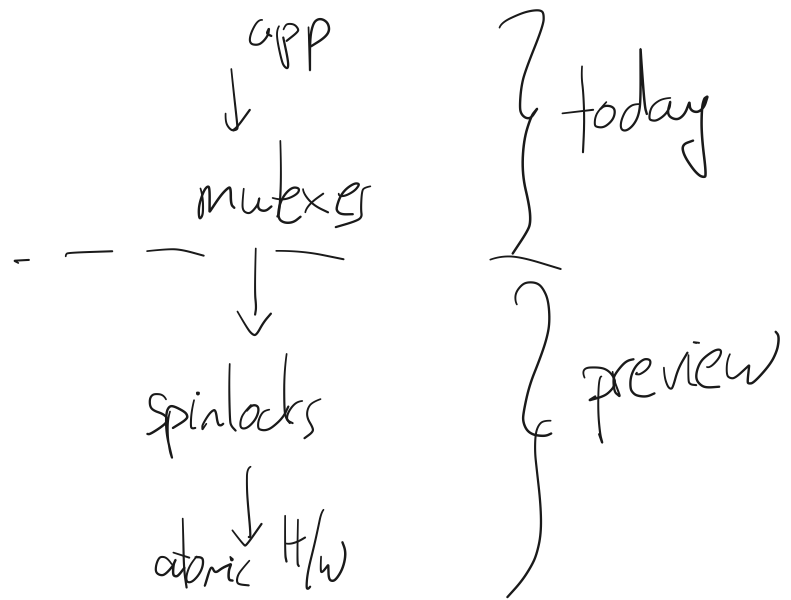 app
today
mutexes
spinlocks
preview
atomic H/W